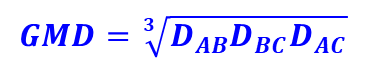 GMD = ∛(D_AB D_BC D_AC)